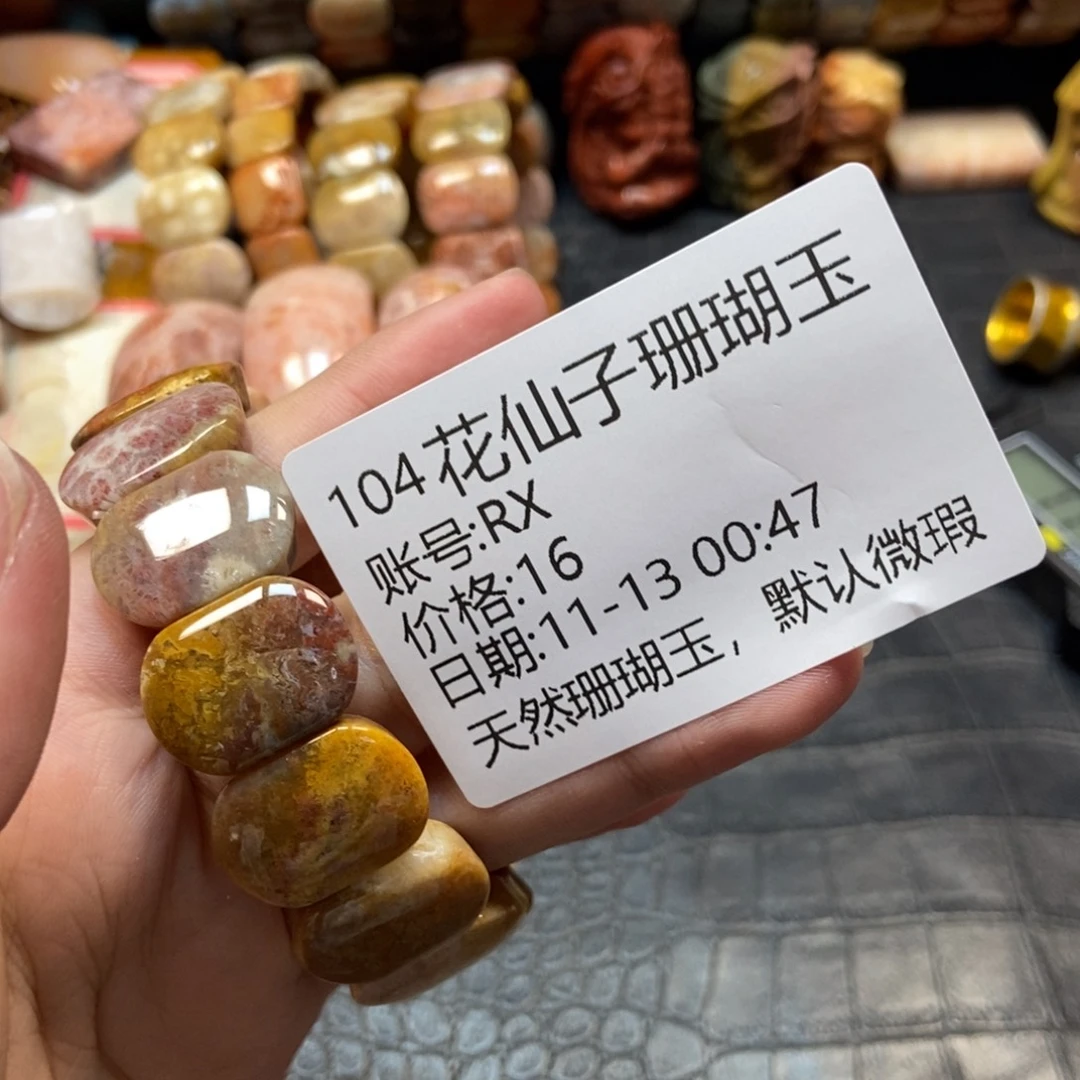 104花仙子珊瑚玉
账号:RX
价格:16
日期:11-13 00:47
天然珊瑚玉，默认微瑕